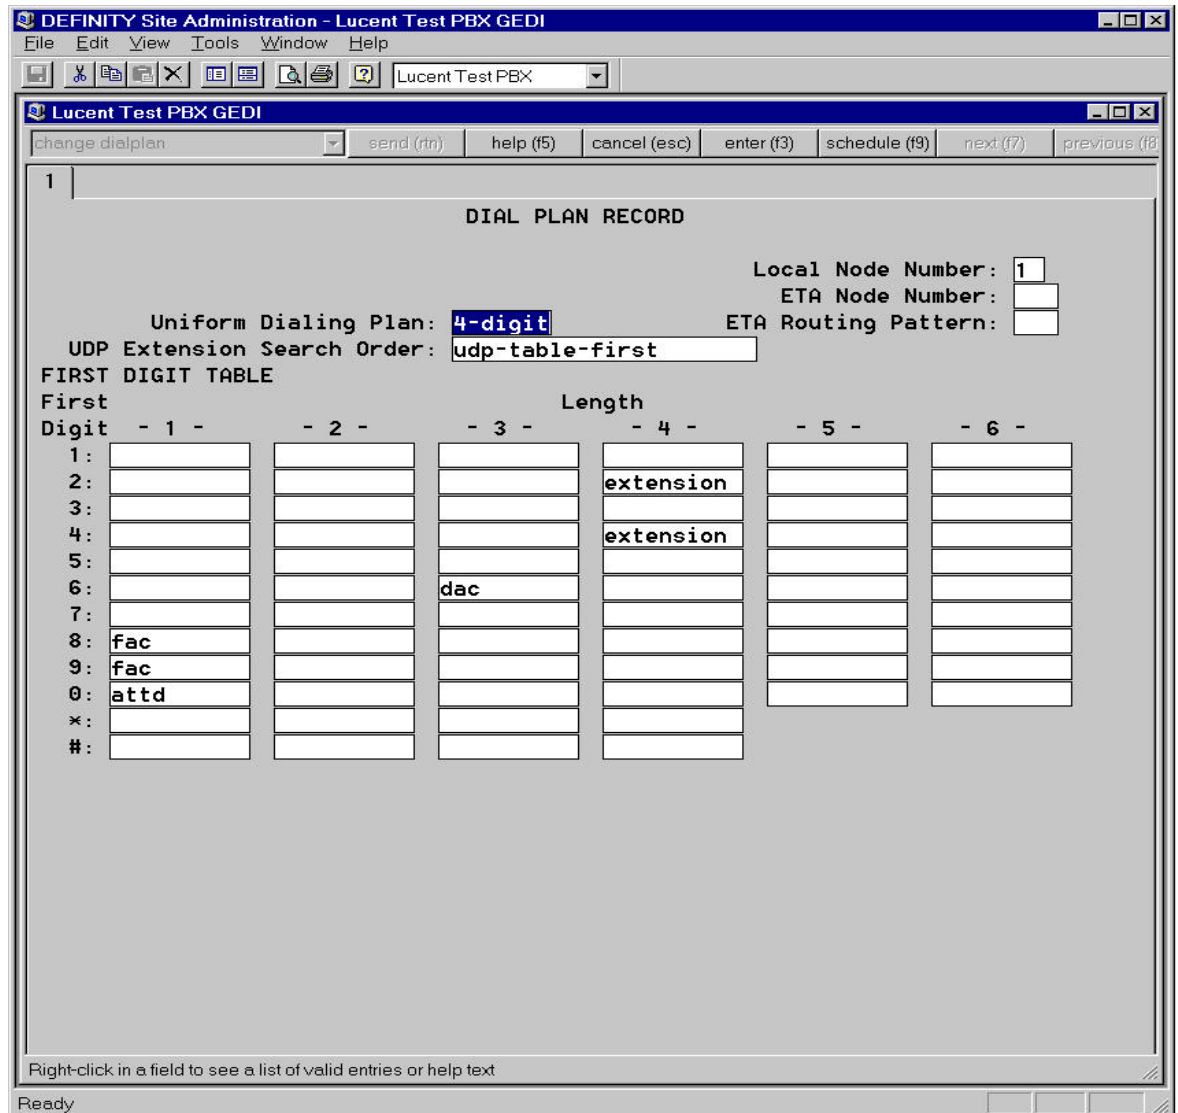 DEFINITY Site Administration - Lucent Test PBX GEDI
File Edit View Tools Window Help
Lucent Test PBX
Lucent Test PBX GEDI
change dialplan send (rtn) help (f5) cancel (esc) enter (f3) schedule (f9) next (f7) previous (f8
1
DIAL PLAN RECORD
Local Node Number: 1
ETA Node Number:
Uniform Dialing Plan: 4-digit ETA Routing Pattern:
UDP Extension Search Order: udp-table-first
FIRST DIGIT TABLE
First Length
Digit - 1 - - 2 - - 3 - - 4 - - 5 - - 6 -
1:
2: extension
3:
4: extension
5:
6: dac
7:
8: fac
9: fac
0: attd
*:
#:
Right-click in a field to see a list of valid entries or help text
Ready